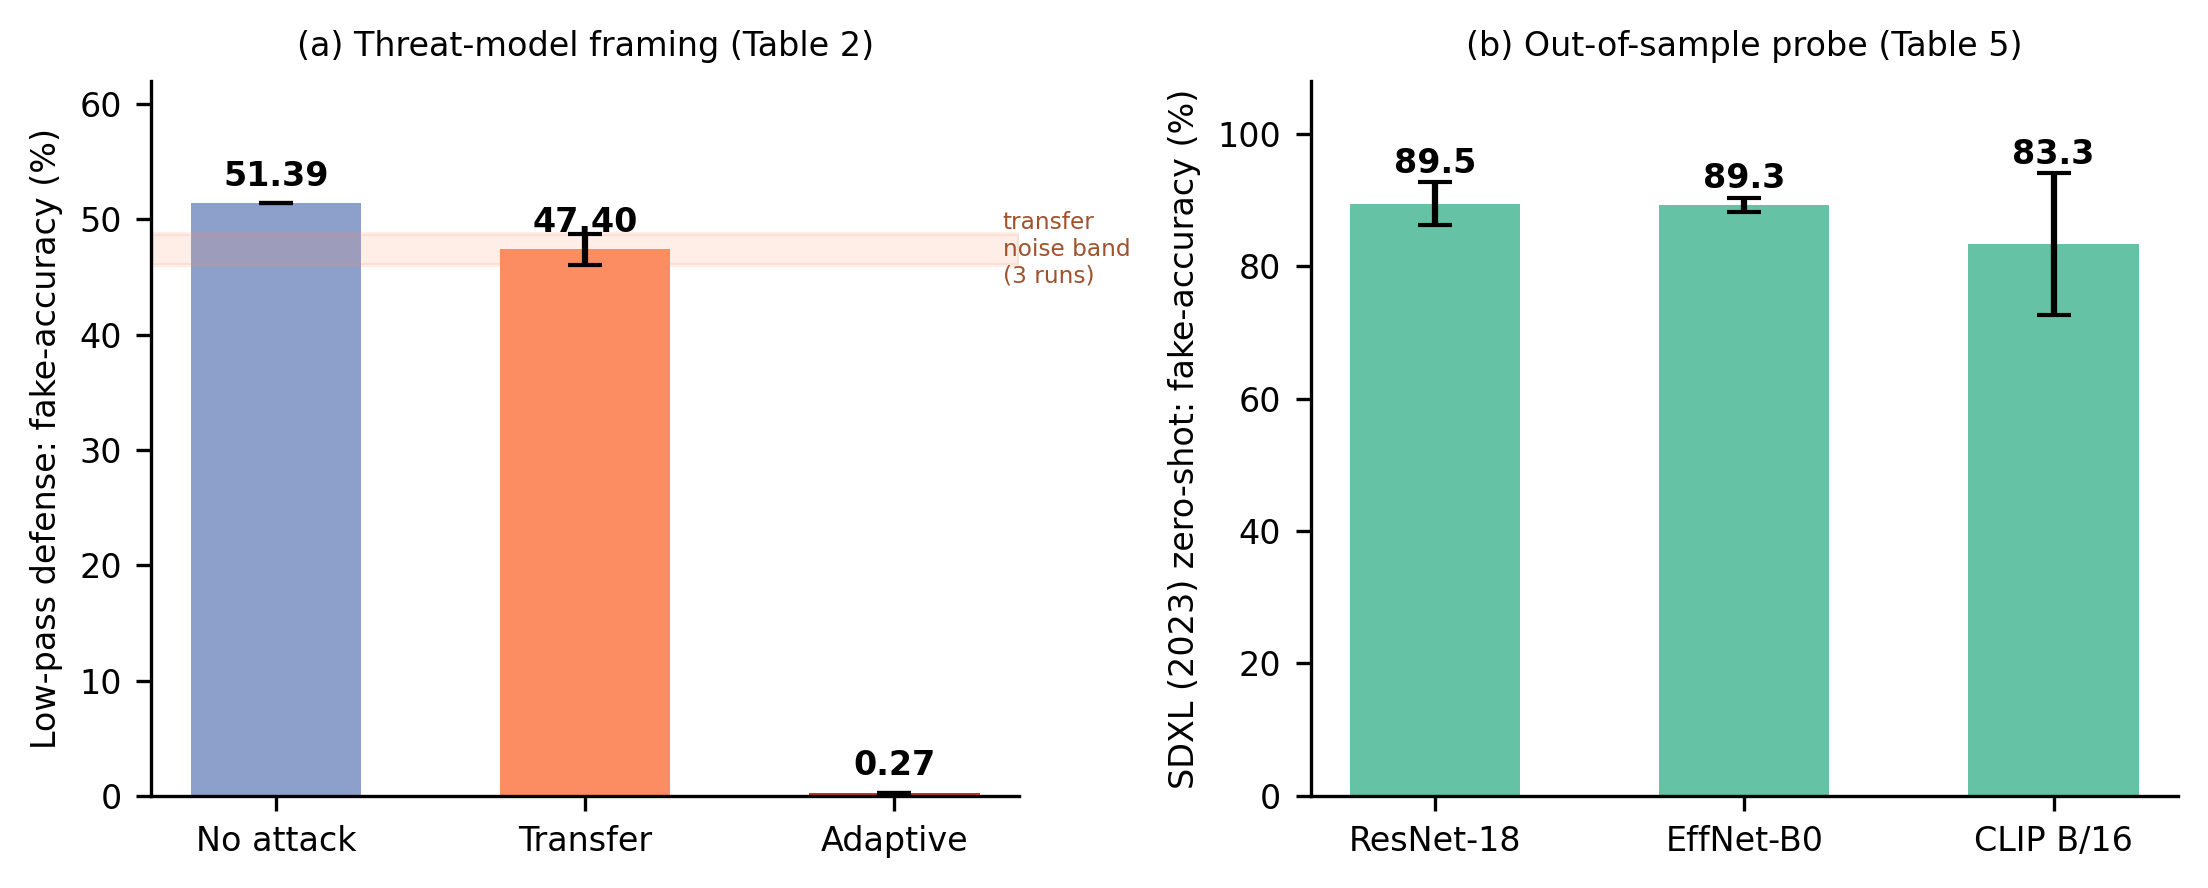 (a) Threat-model framing (Table 2)
Low-pass defense: fake-accuracy (%)
60
50
40
30
20
10
0
51.39
47.40
0.27
transfer
noise band
(3 runs)
No attack
Transfer
Adaptive
(b) Out-of-sample probe (Table 5)
SDXL (2023) zero-shot: fake-accuracy (%)
100
80
60
40
20
0
89.5
89.3
83.3
ResNet-18
EffNet-B0
CLIP B/16